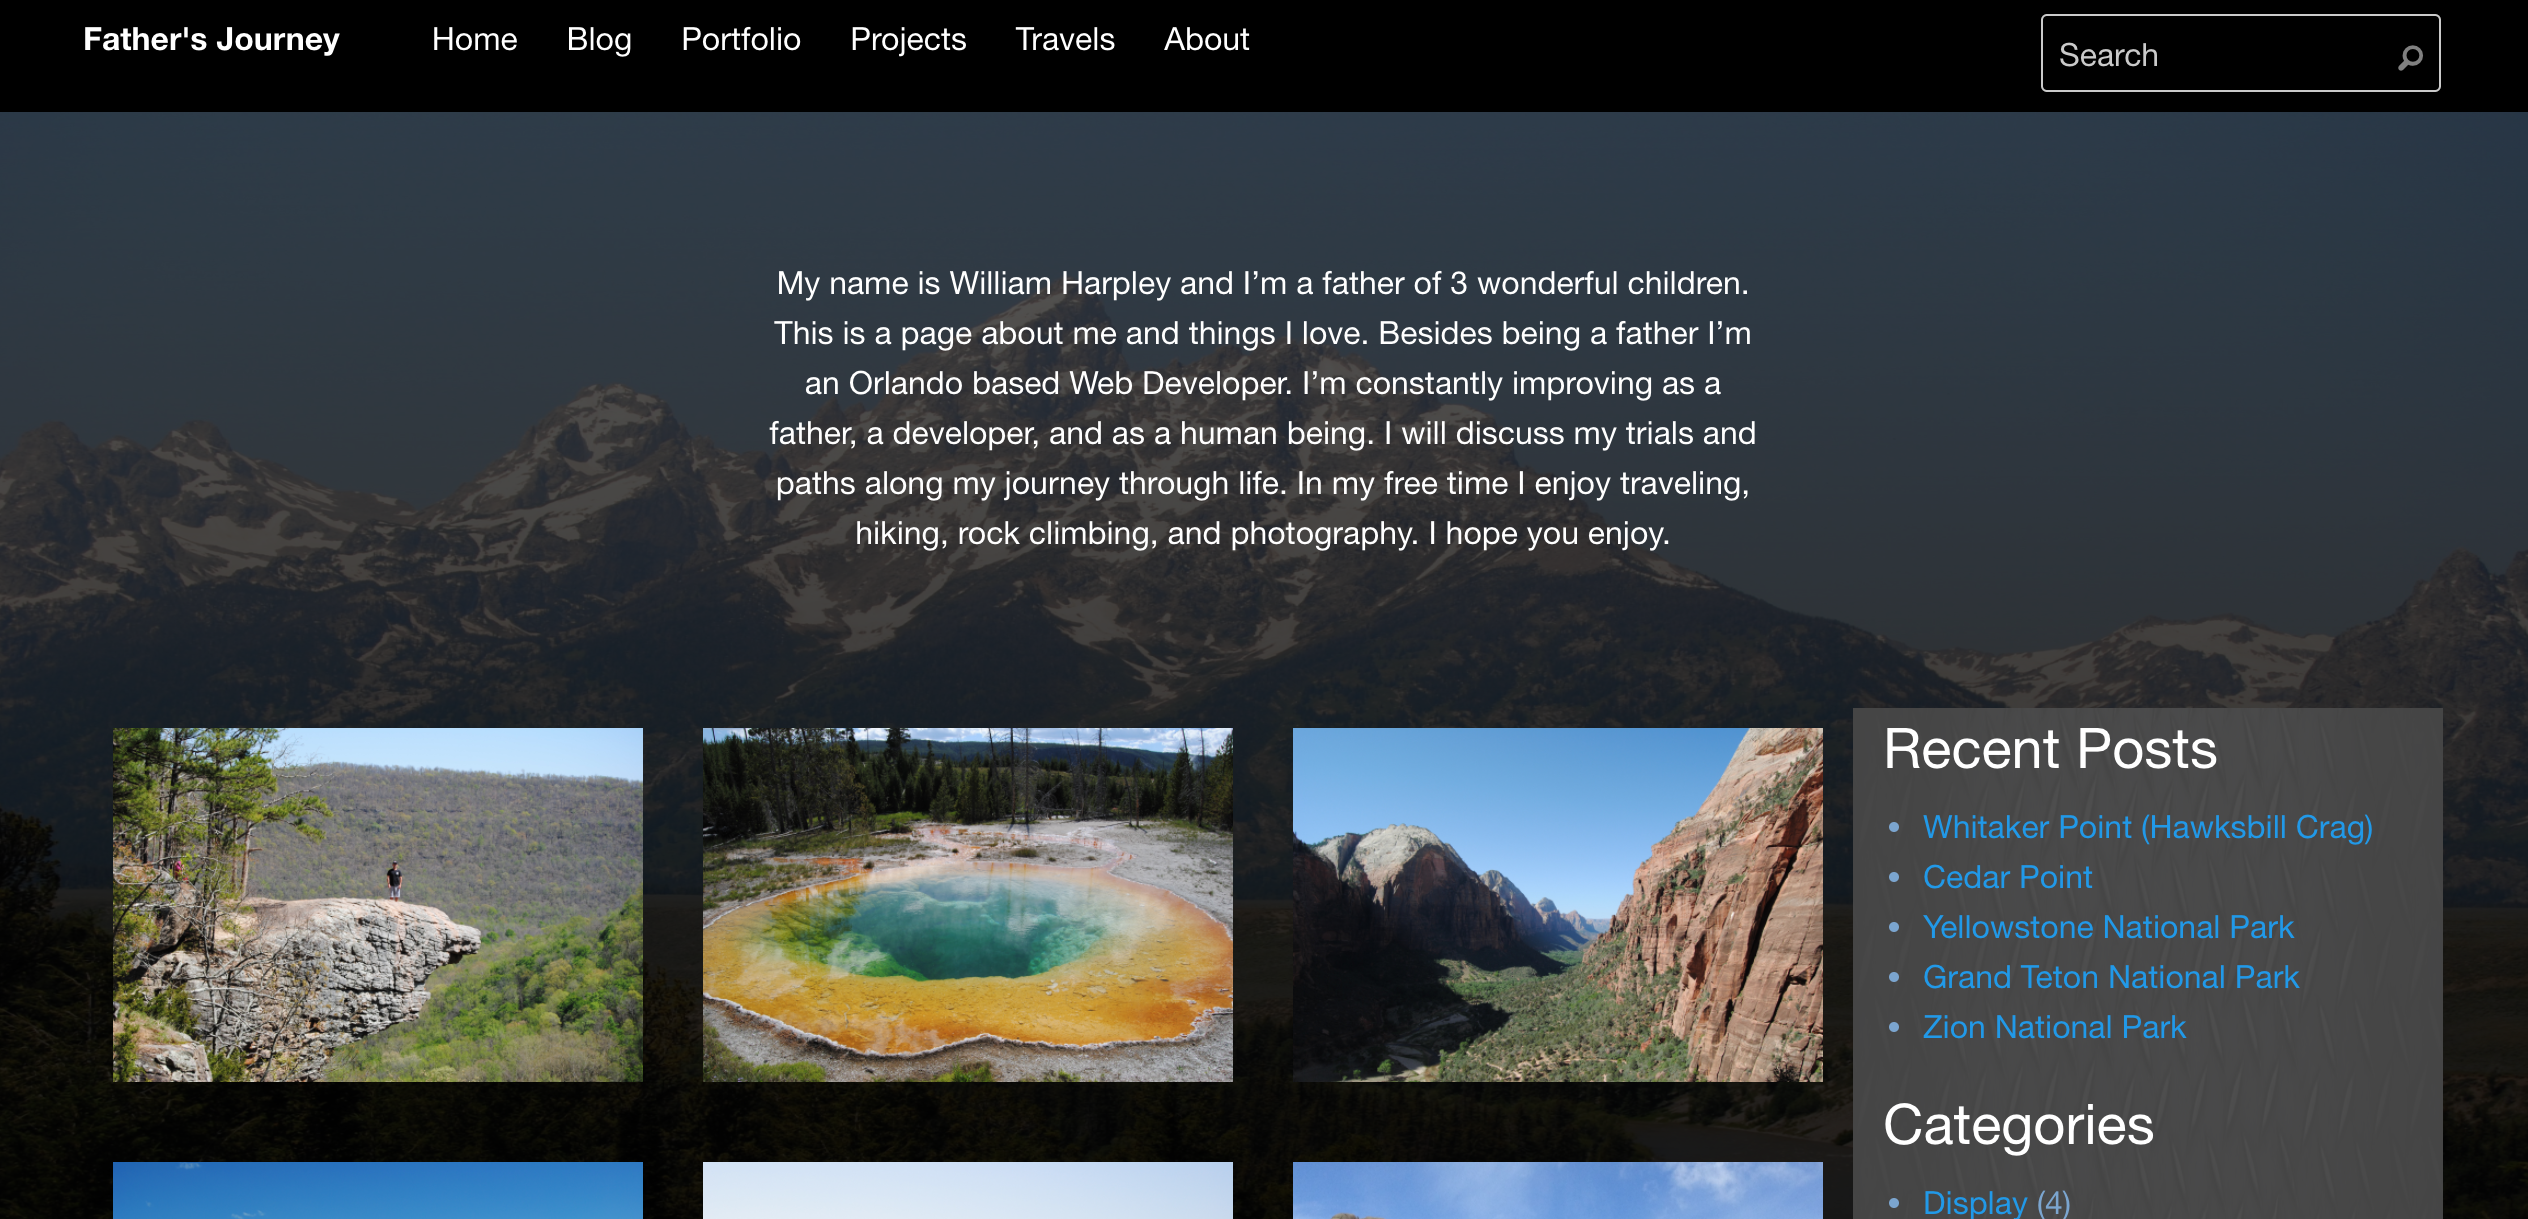 Father's Journey
Home
Blog
Portfolio
Projects
Travels
About
Search
My name is William Harpley and I’m a father of 3 wonderful children.
This is a page about me and things I love. Besides being a father I’m
an Orlando based Web Developer. I’m constantly improving as a
father, a developer, and as a human being. I will discuss my trials and
paths along my journey through life. In my free time I enjoy traveling,
hiking, rock climbing, and photography. I hope you enjoy.
Recent Posts
Whitaker Point (Hawksbill Crag)
Cedar Point
Yellowstone National Park
Grand Teton National Park
Zion National Park
Categories
Display (4)